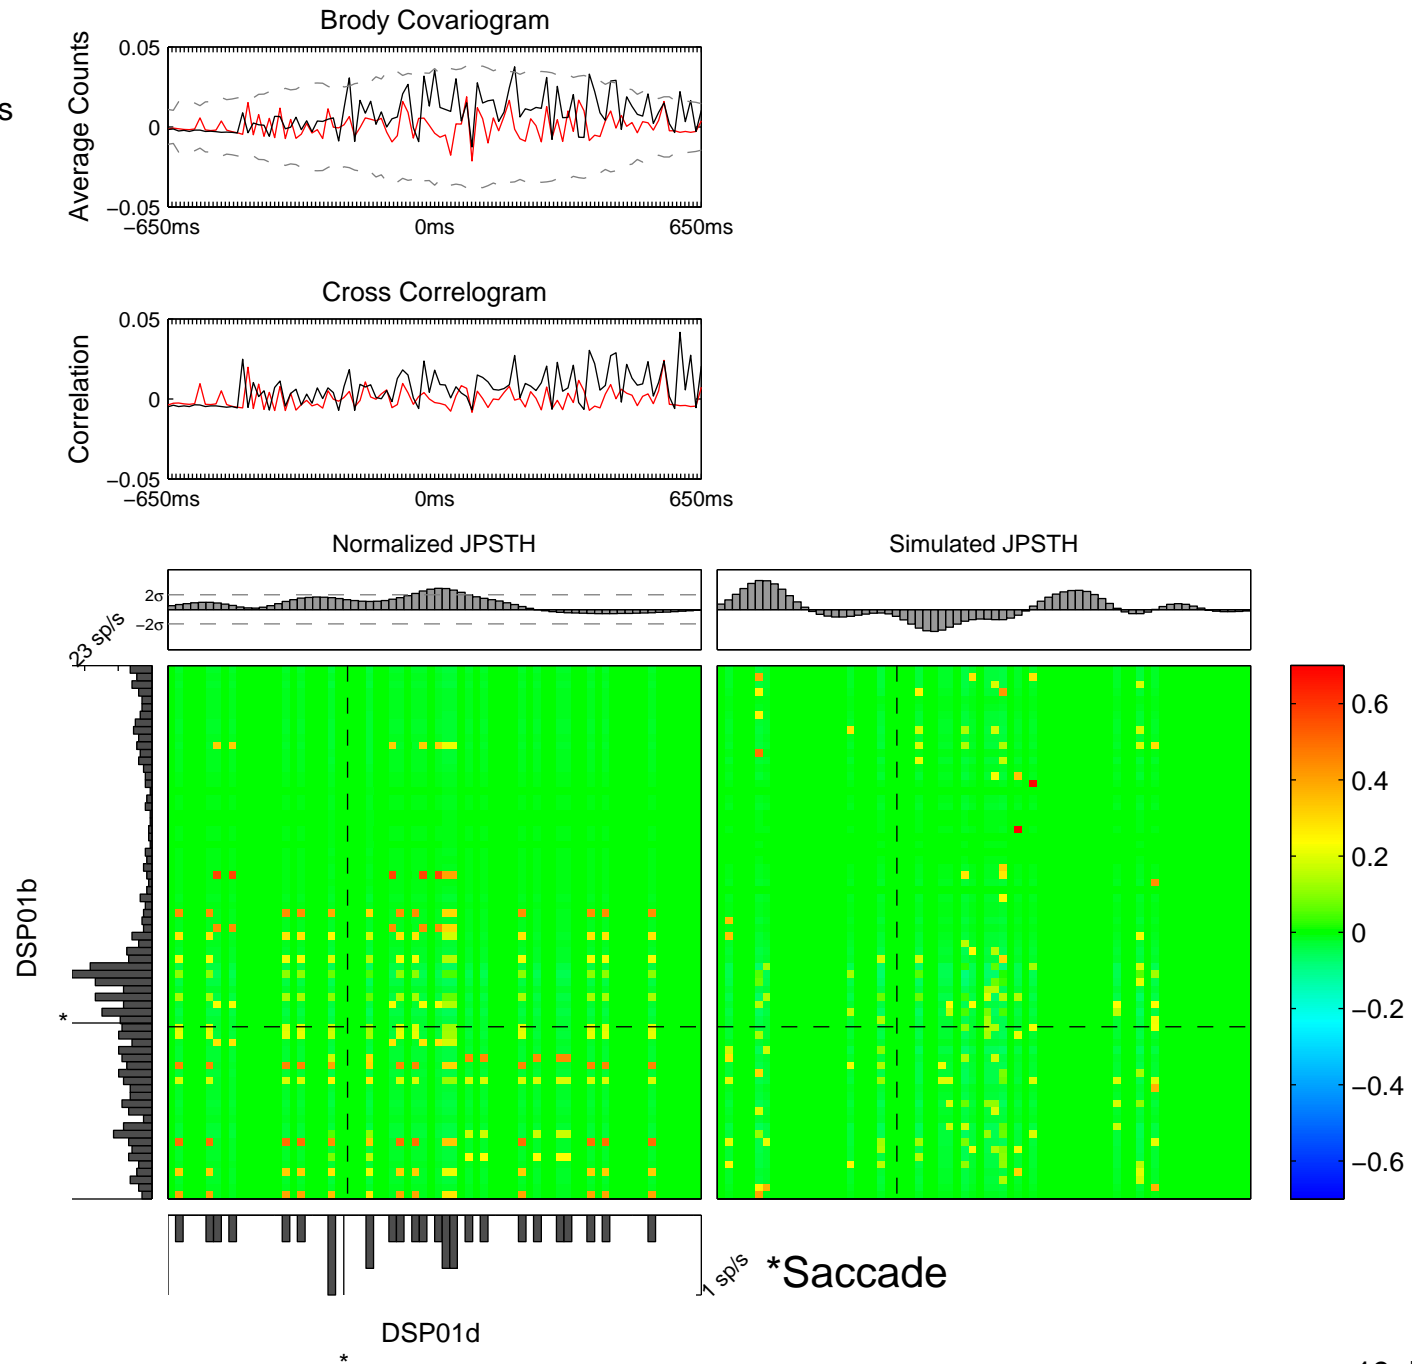 Brody Covariogram
s
Average Counts
0.05
0
−0.05
−650ms 0ms 650ms
Cross Correlogram
Correlation
0.05
0
−0.05
−650ms 0ms 650ms
Normalized JPSTH
Simulated JPSTH
2σ
−2σ
23 sp/s
DSP01b
*
0.6
0.4
0.2
0
−0.2
−0.4
−0.6
1 sp/s
*Saccade
DSP01d
*